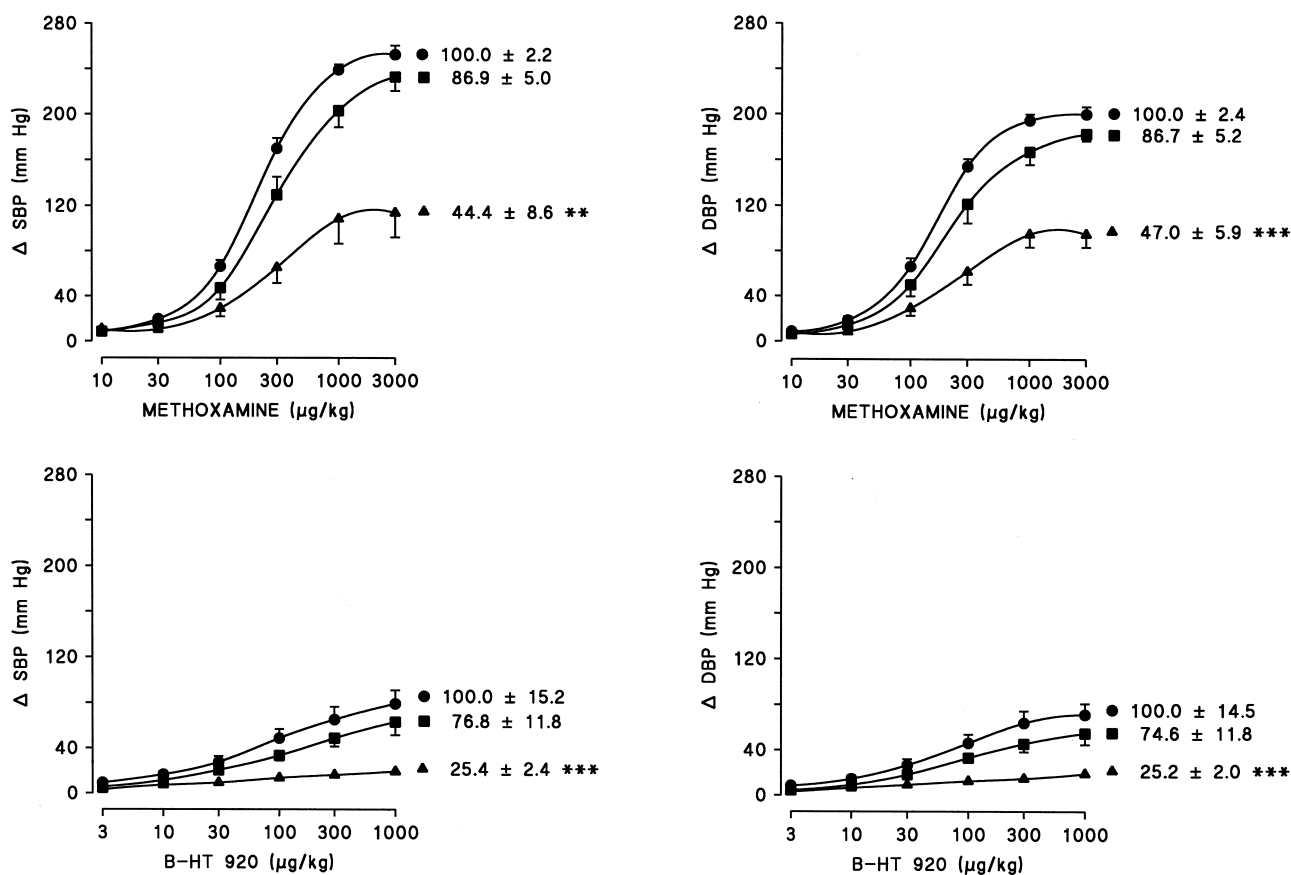 280
200
120
40
0
Δ SBP (mm Hg)
100.0 ± 2.2
86.9 ± 5.0
44.4 ± 8.6 **
10 30 100 300 1000 3000
METHOXAMINE (µg/kg)
280
200
120
40
0
Δ DBP (mm Hg)
100.0 ± 2.4
86.7 ± 5.2
47.0 ± 5.9 ***
10 30 100 300 1000 3000
METHOXAMINE (µg/kg)
280
200
120
40
0
Δ SBP (mm Hg)
100.0 ± 15.2
76.8 ± 11.8
25.4 ± 2.4 ***
3 10 30 100 300 1000
B-HT 920 (µg/kg)
280
200
120
40
0
Δ DBP (mm Hg)
100.0 ± 14.5
74.6 ± 11.8
25.2 ± 2.0 ***
3 10 30 100 300 1000
B-HT 920 (µg/kg)